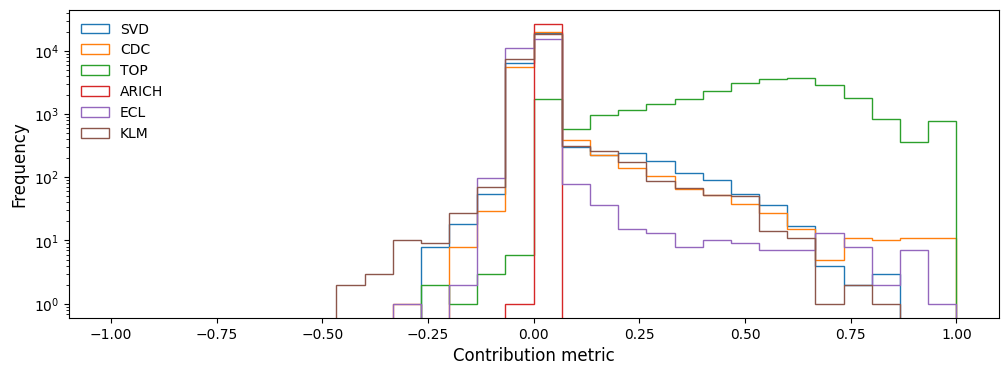 SVD
CDC
TOP
ARICH
ECL
KLM
Frequency
10⁴
10³
10²
10¹
10⁰
−1.00 −0.75 −0.50 −0.25 0.00 0.25 0.50 0.75 1.00
Contribution metric